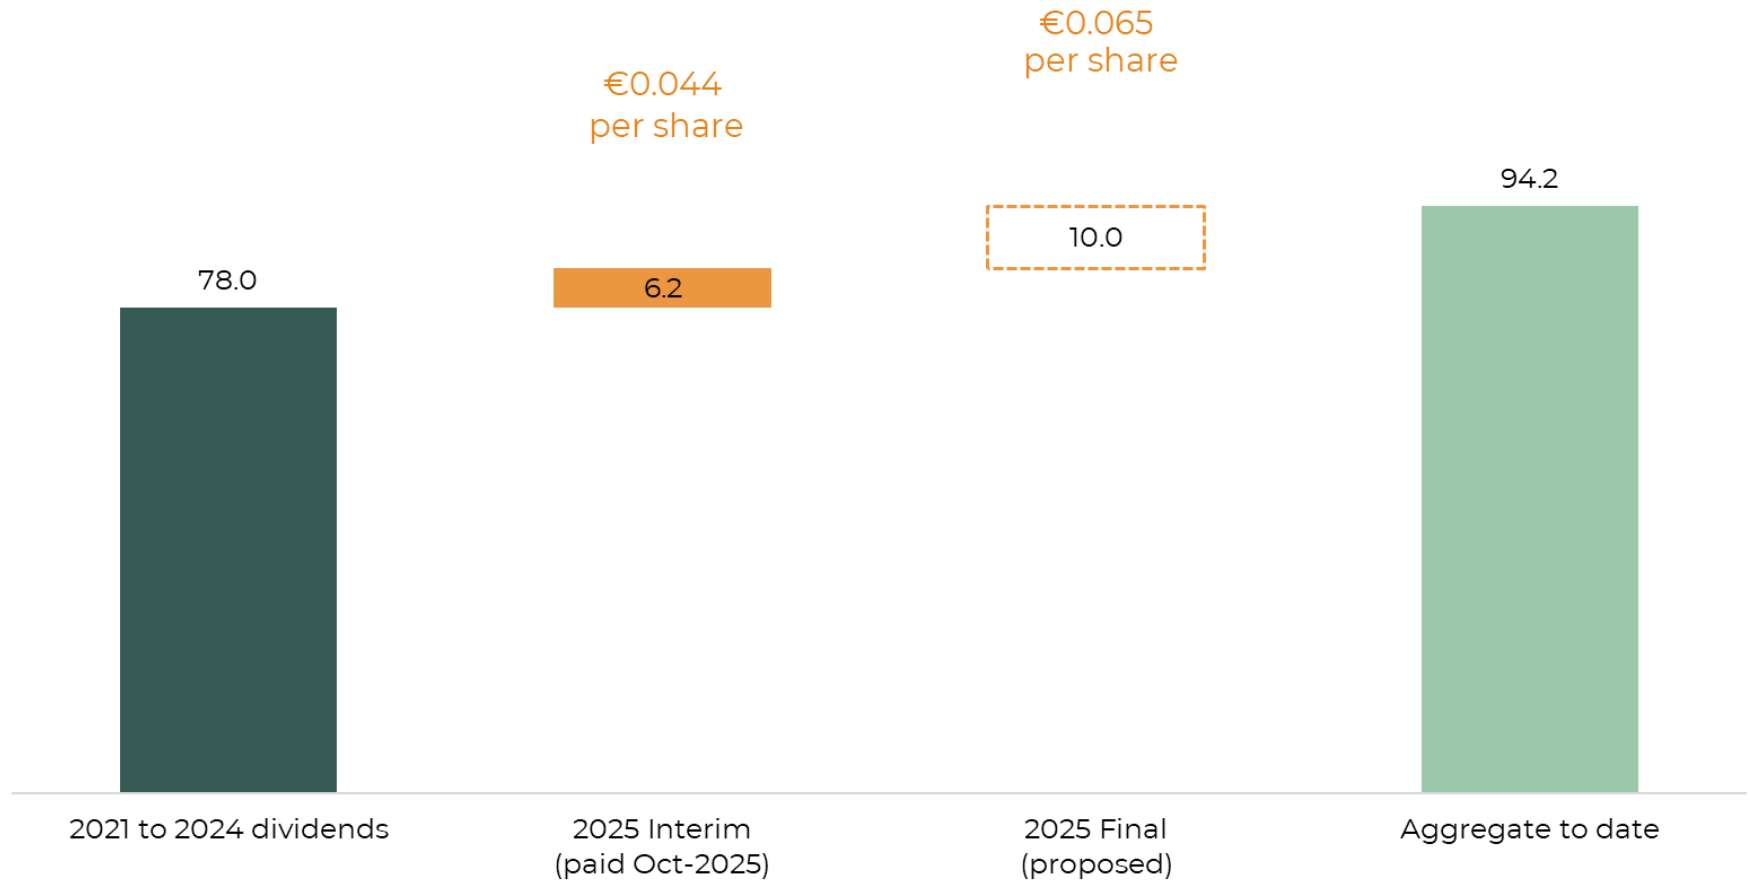 €0.065
per share
€0.044
per share
94.2
10.0
78.0
6.2
2021 to 2024 dividends
2025 Interim
(paid Oct-2025)
2025 Final
(proposed)
Aggregate to date